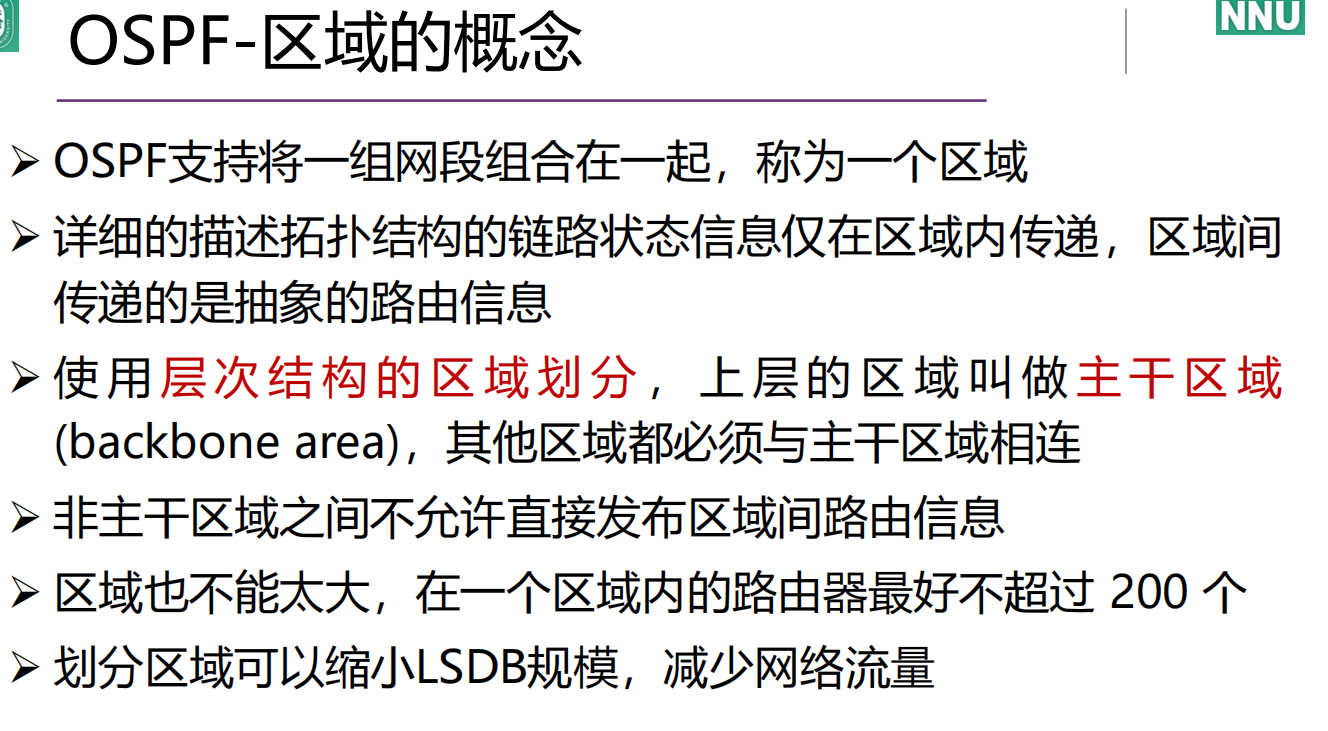 NNU
OSPF-区域的概念
➢ OSPF支持将一组网段组合在一起，称为一个区域
➢ 详细的描述拓扑结构的链路状态信息仅在区域内传递，区域间
传递的是抽象的路由信息
➢ 使用层次结构的区域划分，上层的区域叫做主干区域
(backbone area)，其他区域都必须与主干区域相连
➢ 非主干区域之间不允许直接发布区域间路由信息
➢ 区域也不能太大，在一个区域内的路由器最好不超过 200 个
➢ 划分区域可以缩小LSDB规模，减少网络流量